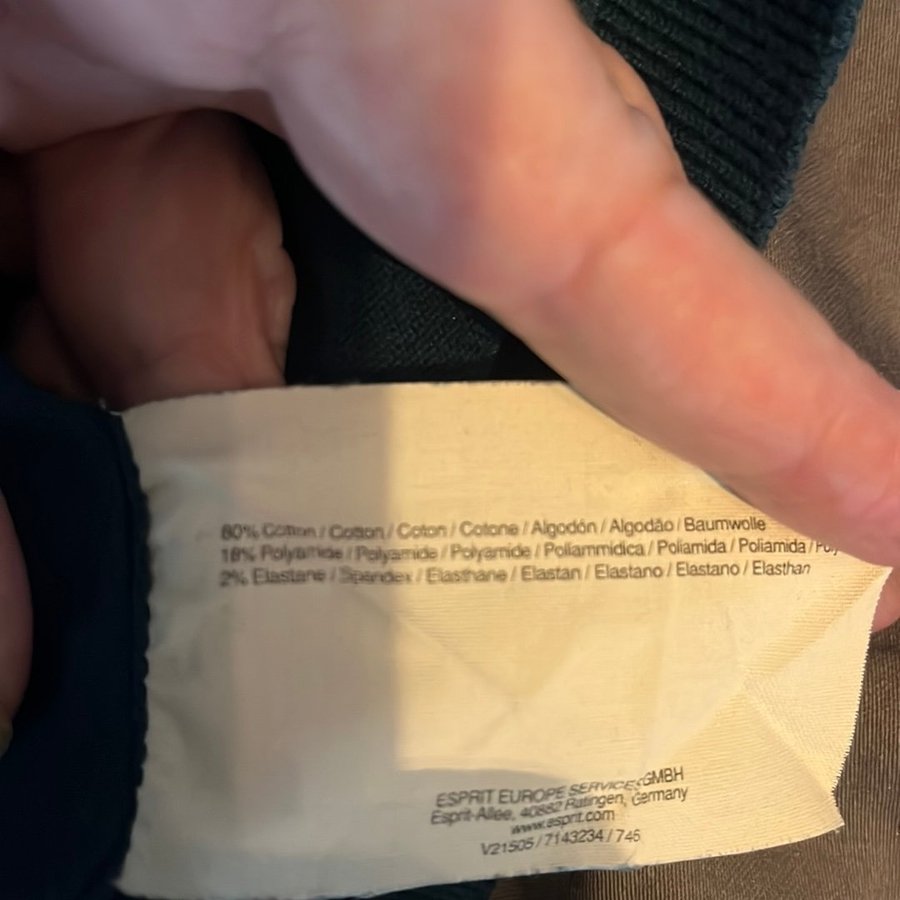 80% Cotton / Cotton / Coton / Cotone / Algodón / Algodão / Baumwolle
18% Polyamide / Polyamide / Polyamide / Poliammidica / Poliamida / Poliamida /
2% Elastane / Spandex / Elasthane / Elastan / Elastano / Elastano / Elasthan
ESPRIT EUROPE SERVICES GMBH
Esprit-Allee, 40882 Ratingen, Germany
www.esprit.com
V21505 / 7143234 / 746